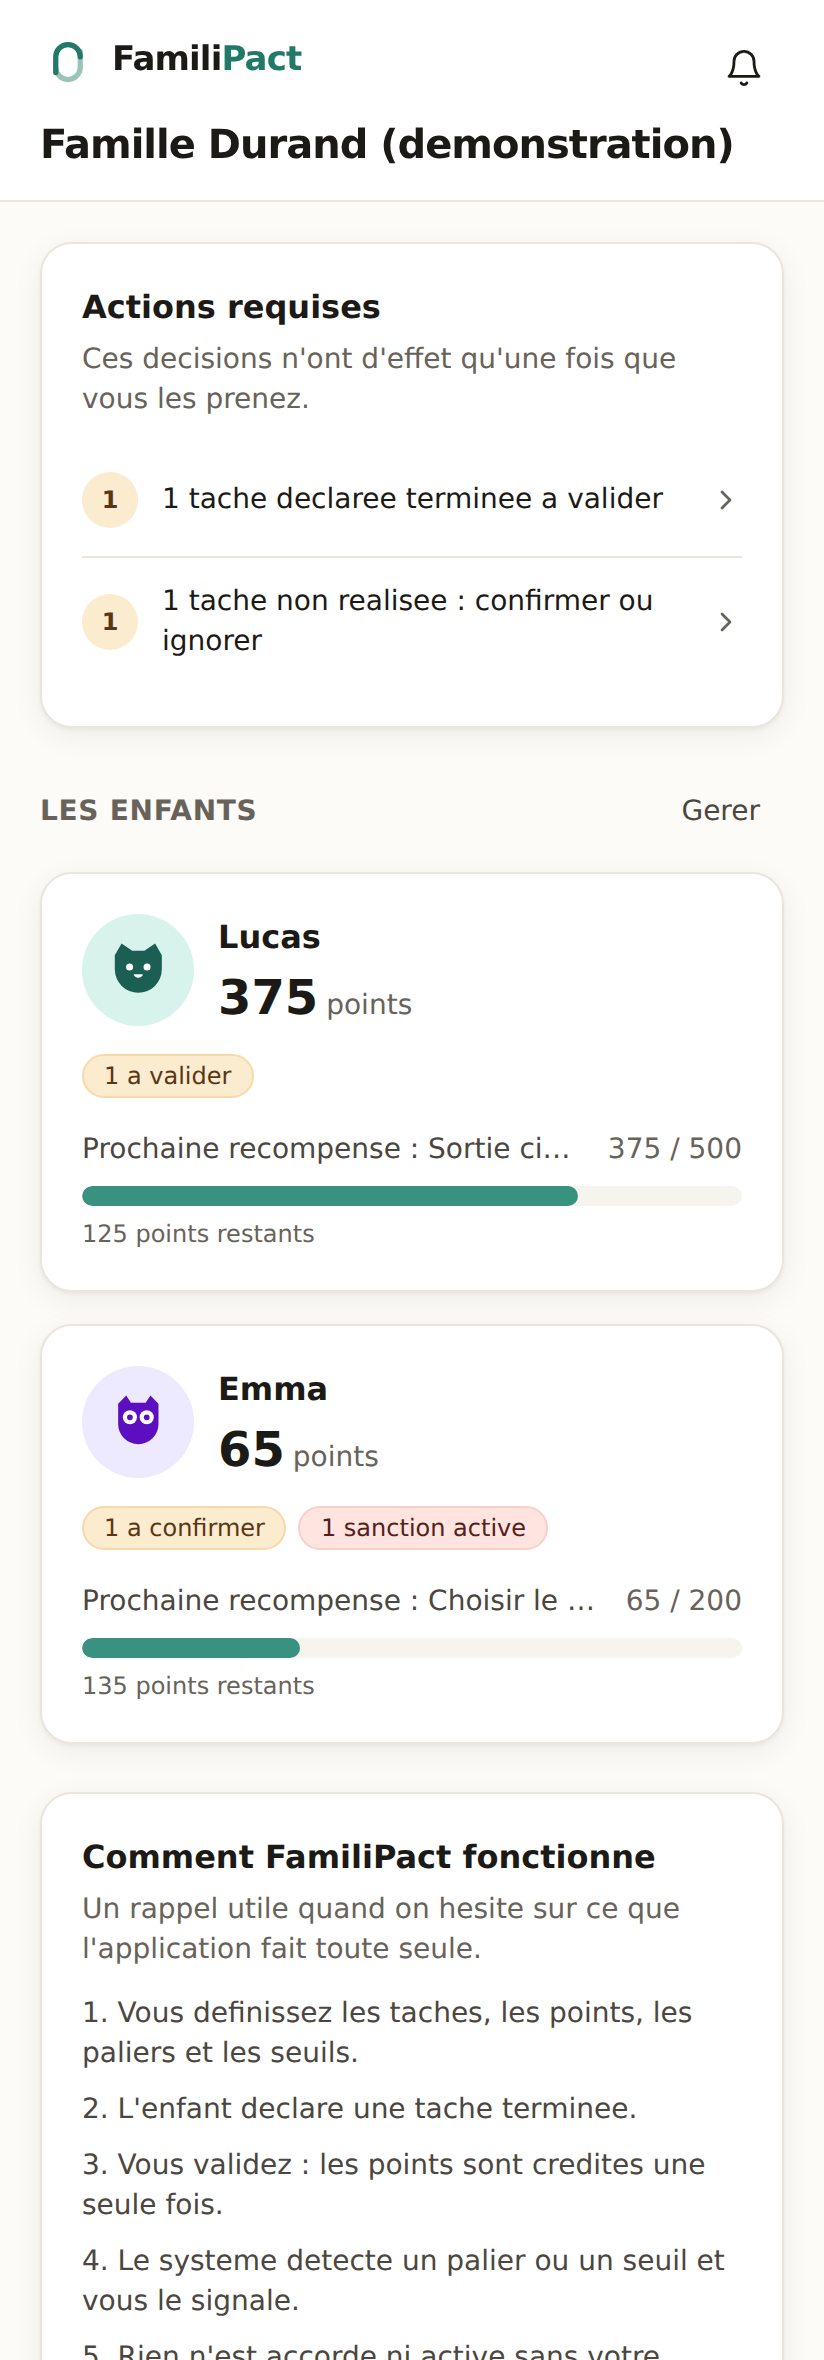 FamiliPact
Famille Durand (demonstration)
Actions requises
Ces decisions n'ont d'effet qu'une fois que
vous les prenez.
1
1 tache declaree terminee a valider
1
1 tache non realisee : confirmer ou
ignorer
LES ENFANTS
Gerer
Lucas
375 points
1 a valider
Prochaine recompense : Sortie ci...
375 / 500
125 points restants
Emma
65 points
1 a confirmer
1 sanction active
Prochaine recompense : Choisir le ...
65 / 200
135 points restants
Comment FamiliPact fonctionne
Un rappel utile quand on hesite sur ce que
l'application fait toute seule.
1. Vous definissez les taches, les points, les
paliers et les seuils.
2. L'enfant declare une tache terminee.
3. Vous validez : les points sont credites une
seule fois.
4. Le systeme detecte un palier ou un seuil et
vous le signale.
5. Rien n'est accorde ni active sans votre